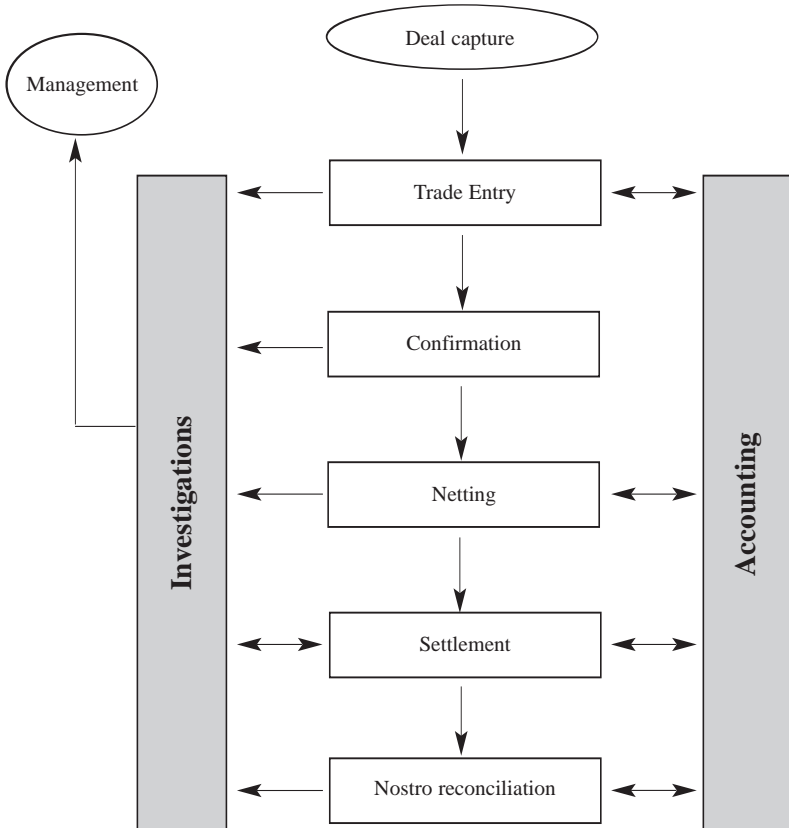 Deal capture
Management
Trade Entry
Confirmation
Netting
Settlement
Nostro reconciliation
Investigations
Accounting